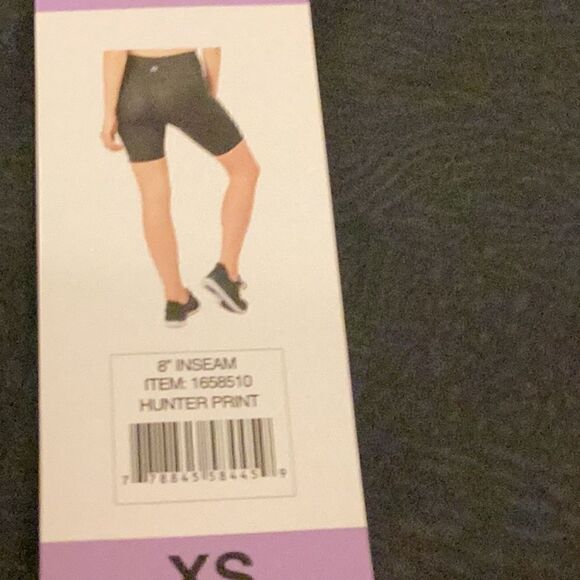 8" INSEAM
ITEM: 1658510
HUNTER PRINT
7 78845 58445 9
XS